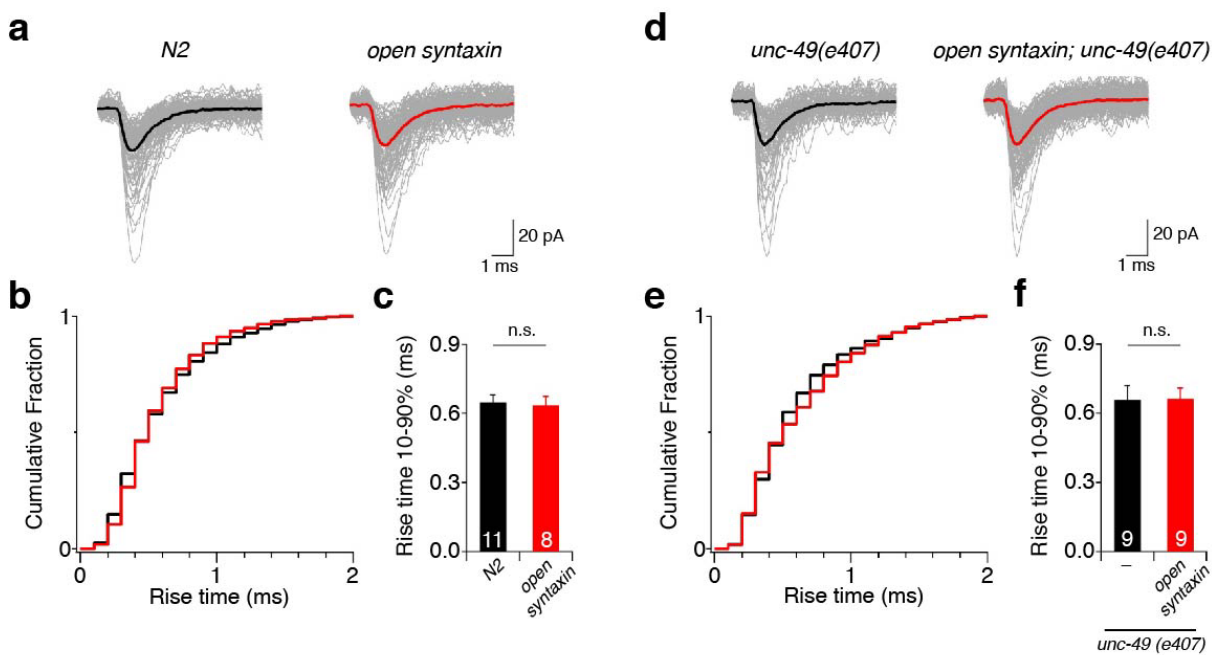 a
N2
open syntaxin
20 pA
1 ms
d
unc-49(e407)
open syntaxin; unc-49(e407)
20 pA
1 ms
b
1
Cumulative Fraction
0
0
1
2
Rise time (ms)
c
n.s.
0.9
0.6
0.3
0.0
Rise time 10-90% (ms)
11
8
N2
open
syntaxin
e
1
Cumulative Fraction
0
0
1
2
Rise time (ms)
f
n.s.
0.9
0.6
0.3
0.0
Rise time 10-90% (ms)
9
9
–
open
syntaxin
unc-49 (e407)